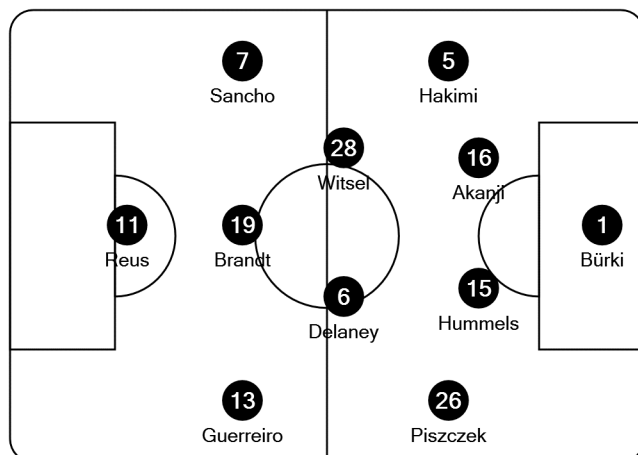 7
Sancho
5
Hakimi
28
Witsel
16
Akanji
11
Reus
19
Brandt
1
Bürki
6
Delaney
15
Hummels
13
Guerreiro
26
Piszczek